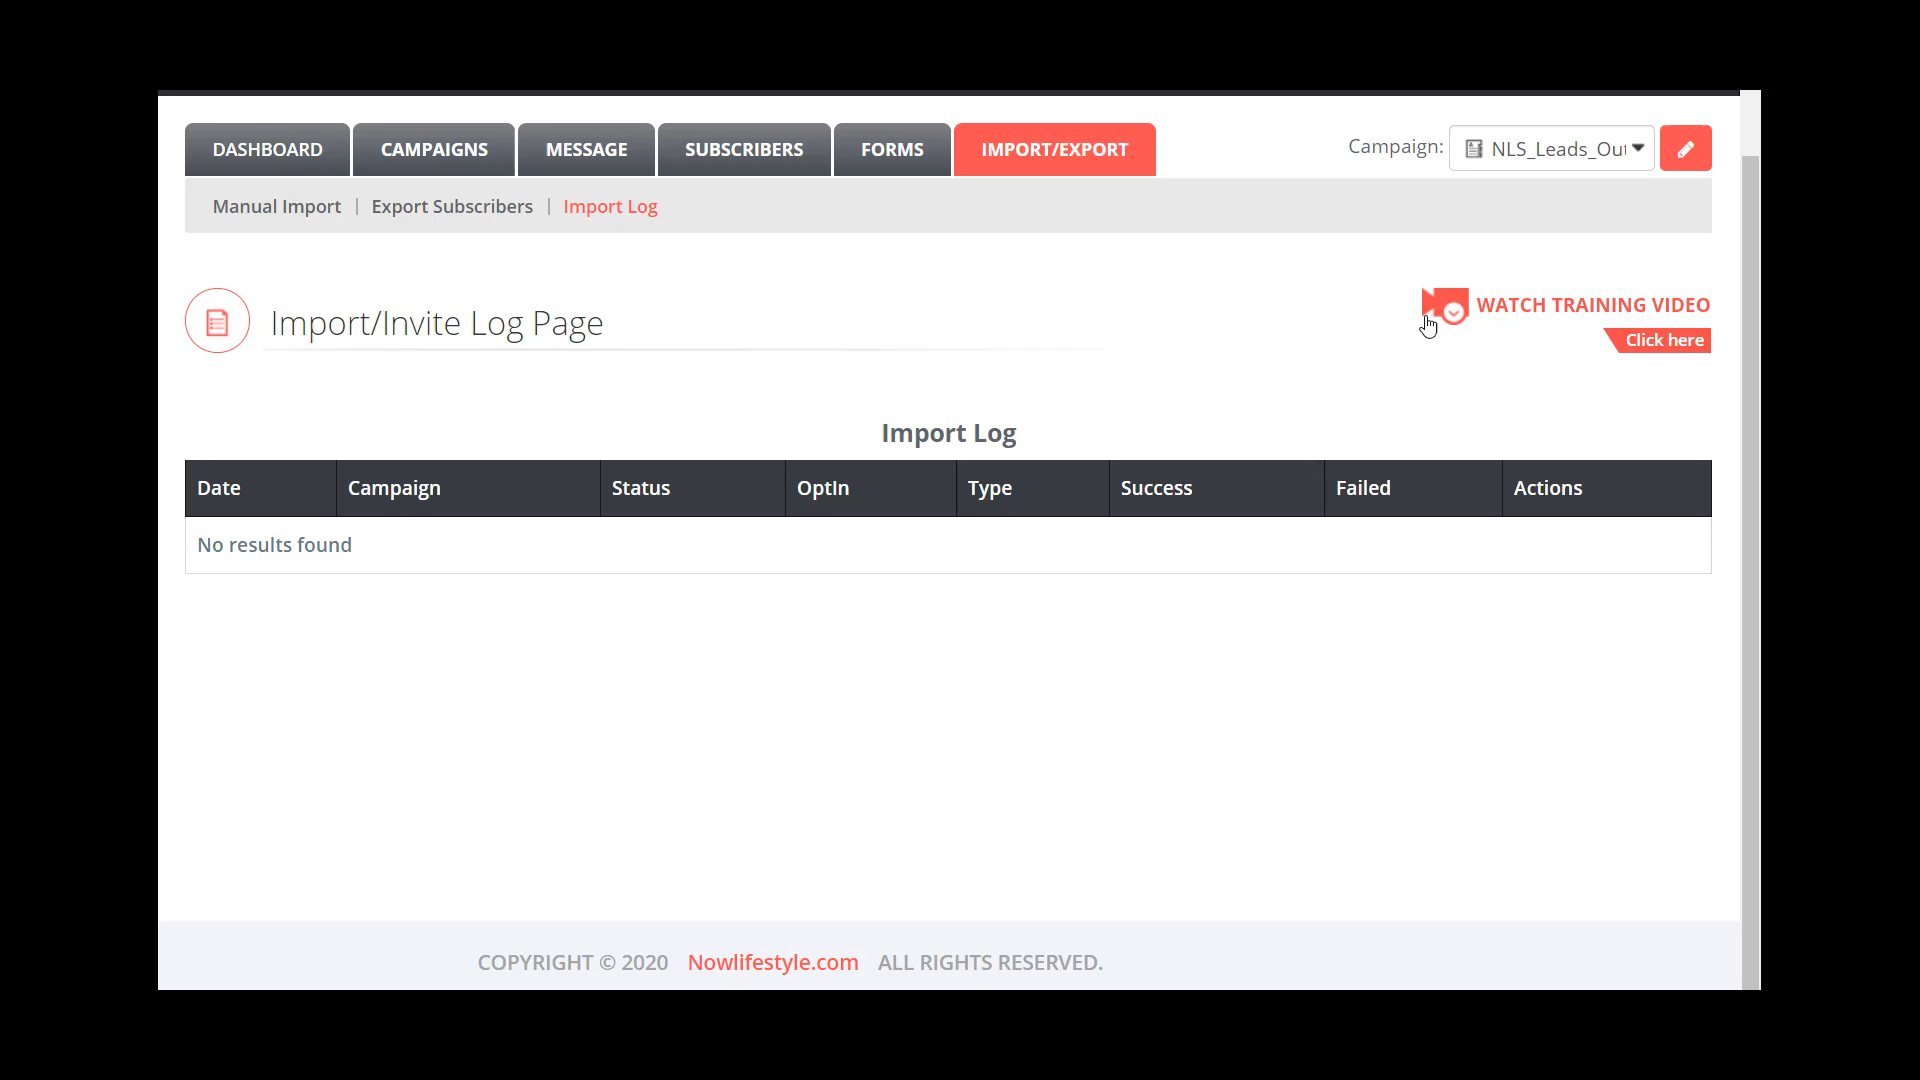 DASHBOARD CAMPAIGNS MESSAGE SUBSCRIBERS FORMS IMPORT/EXPORT Campaign: NLS_Leads_Ou
Manual Import | Export Subscribers | Import Log
Import/Invite Log Page
WATCH TRAINING VIDEO
Click here
Import Log
Date Campaign Status OptIn Type Success Failed Actions
No results found
COPYRIGHT © 2020 Nowlifestyle.com ALL RIGHTS RESERVED.